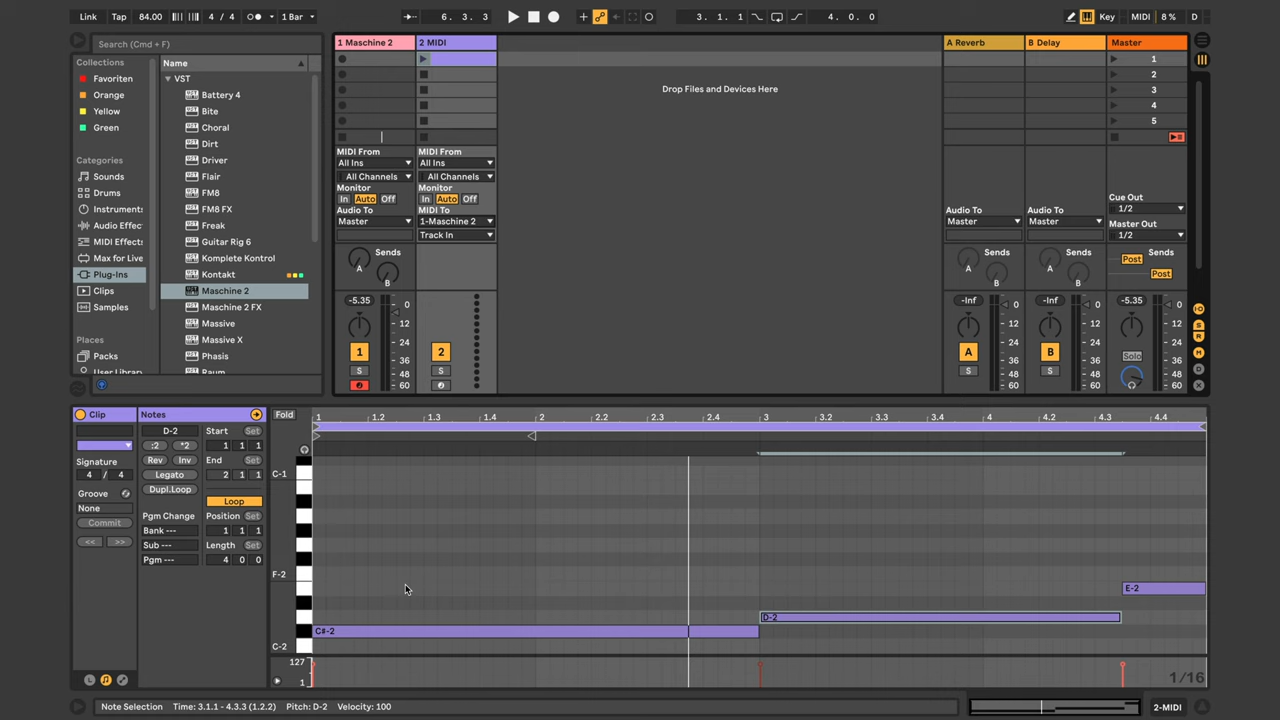 Link Tap 84.00 4 / 4 1 Bar 6. 3. 3 3. 1. 1 4. 0. 0 Key MIDI 8 % D
Search (Cmd + F)
Collections
Favoriten
Orange
Yellow
Green
Categories
Sounds
Drums
Instruments
Audio Effec
MIDI Effects
Max for Live
Plug-Ins
Clips
Samples
Places
Packs
User Library
Name
VST
Battery 4
Bite
Choral
Dirt
Driver
Flair
FM8
FM8 FX
Freak
Guitar Rig 6
Komplete Kontrol
Kontakt
Maschine 2
Maschine 2 FX
Massive
Massive X
Phasis
Raum
1 Maschine 2 2 MIDI A Reverb B Delay Master
Drop Files and Devices Here
1
2
3
4
5
MIDI From MIDI From
All Ins All Ins
All Channels All Channels
Monitor Monitor
In Auto Off In Auto Off
Audio To MIDI To Audio To Audio To
Master 1-Maschine 2 Master Master
Track In
Cue Out
1/2
Master Out
1/2
Sends Sends Sends Sends
A B A B A B
Post
Post
-5.35 -Inf -Inf -5.35
0 0 0 0
12 12 12 12
24 24 24 24
36 36 36 36
48 48 48 48
60 60 60 60
1 2 A B Solo
S S S S
Clip
Signature
4 / 4
Groove
None
Commit
<< >>
Notes
D-2
:2 *2
Rev Inv
Legato
Dupl.Loop
Pgm Change
Bank ---
Sub ---
Pgm ---
Start Set
1 1 1
End Set
2 1 1
Loop
Position Set
1 1 1
Length Set
4 0 0
Fold
1 1.2 1.3 1.4 2 2.2 2.3 2.4 3 3.2 3.3 3.4 4 4.2 4.3 4.4
C-1
F-2
E-2
D-2
C#-2
C-2
127
1
1/16
Note Selection Time: 3.1.1 - 4.3.3 (1.2.2) Pitch: D-2 Velocity: 100
2-MIDI